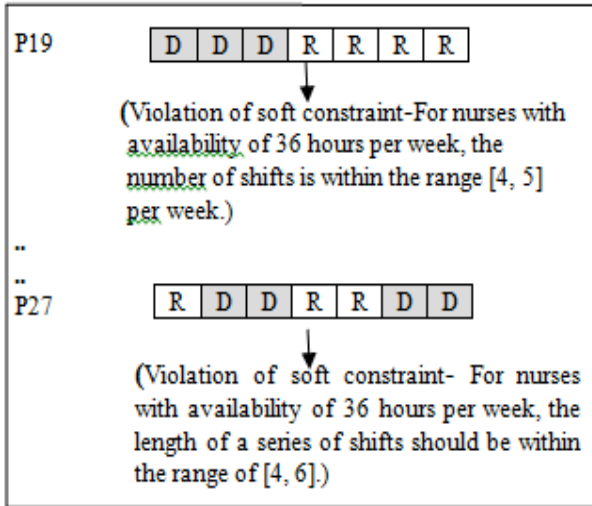 P19 D D D R R R R
(Violation of soft constraint-For nurses with
availability of 36 hours per week, the
number of shifts is within the range [4, 5]
per week.)
..
..
P27 R D D R R D D
(Violation of soft constraint- For nurses
with availability of 36 hours per week, the
length of a series of shifts should be within
the range of [4, 6].)